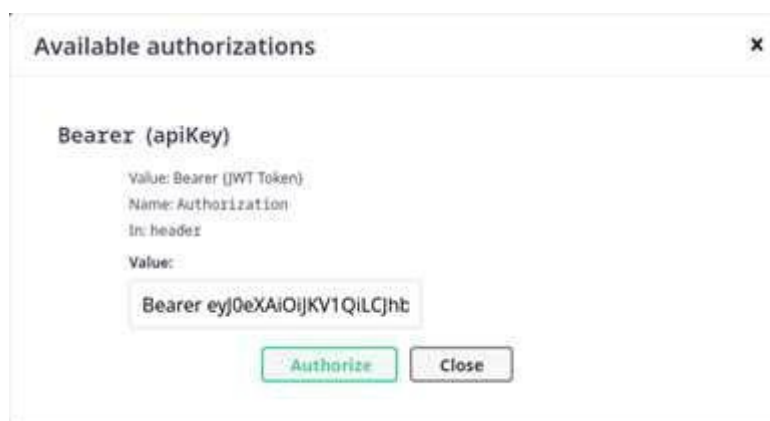 Available authorizations
×
Bearer (apiKey)
Value: Bearer (JWT Token)
Name: Authorization
In: header
Value:
Bearer eyJ0eXAiOiJKV1QiLCJhb
Authorize Close